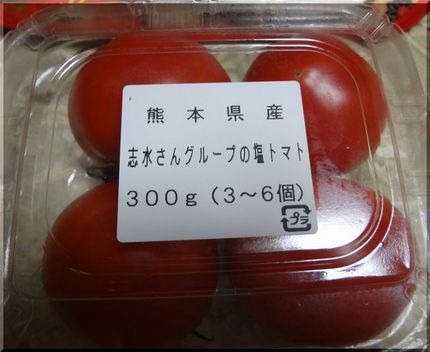 熊本県産
志水さんグループの塩トマト
300g(3~6個)
プラ